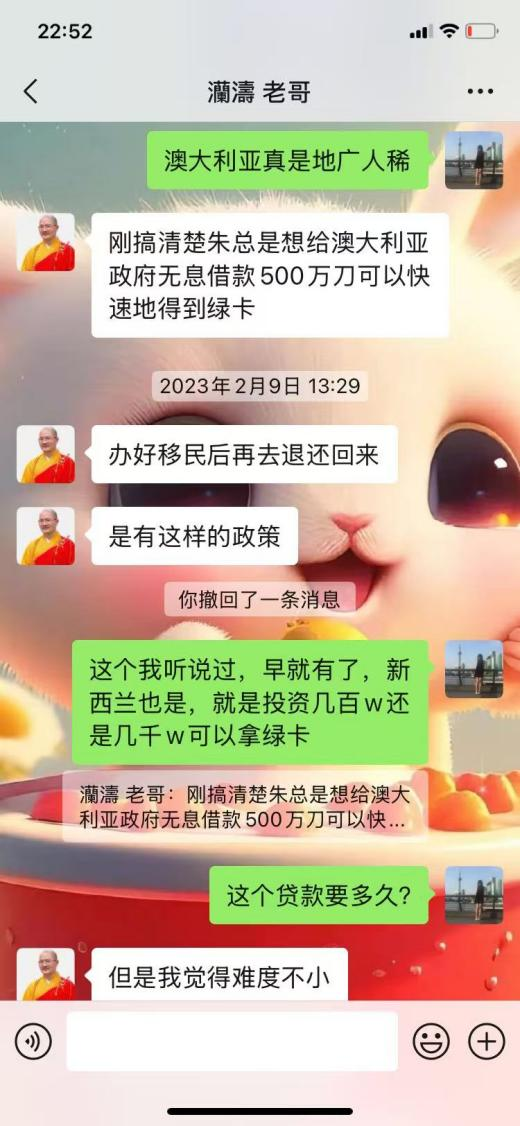 22:52
灡濤 老哥
澳大利亚真是地广人稀
刚搞清楚朱总是想给澳大利亚
政府无息借款500万刀可以快
速地得到绿卡
2023年2月9日 13:29
办好移民后再去退还回来
是有这样的政策
你撤回了一条消息
这个我听说过，早就有了，新
西兰也是，就是投资几百w还
是几千w可以拿绿卡
灡濤 老哥：刚搞清楚朱总是想给澳大
利亚政府无息借款500万刀可以快...
这个贷款要多久？
但是我觉得难度不小